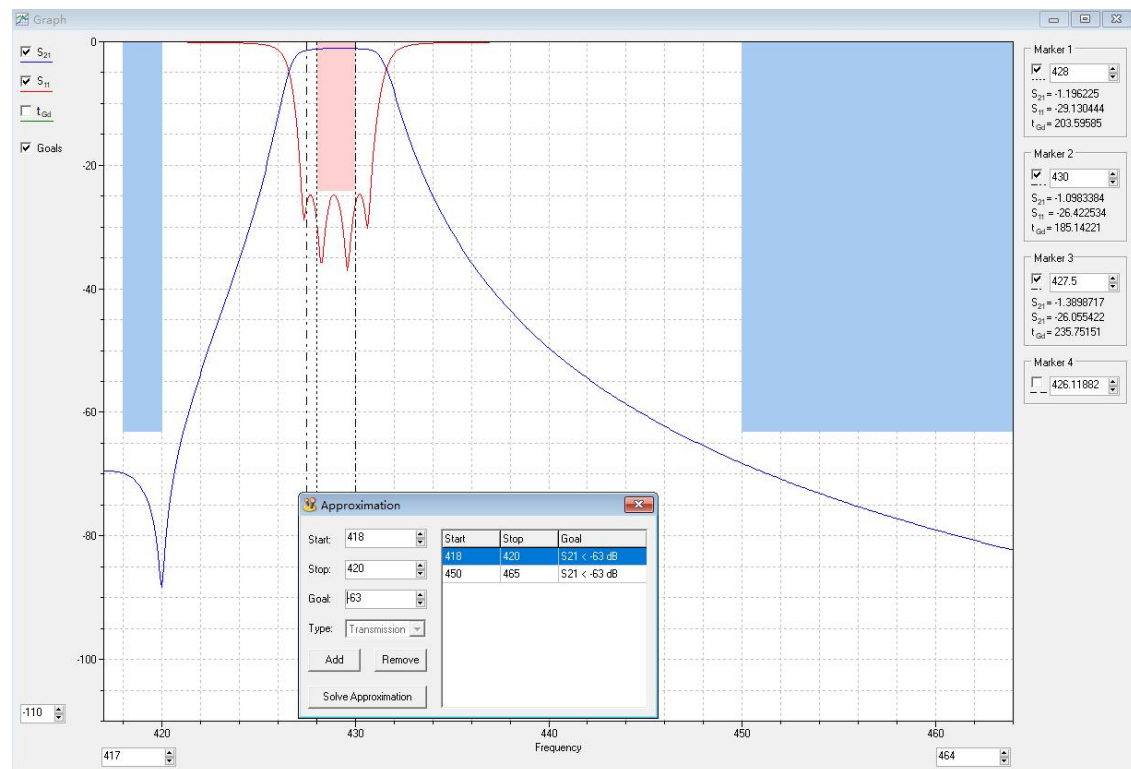 Graph
S21
S11
tGd
Goals
0
-20
-40
-60
-80
-100
-110
417
420
430
440
450
460
Frequency
464
Marker 1
428
S21 = -1.196225
S11 = -29.130444
tGd = 203.59585
Marker 2
430
S21 = -1.0983384
S11 = -26.422534
tGd = 185.14221
Marker 3
427.5
S21 = -1.3898717
S21 = -26.055422
tGd = 235.75151
Marker 4
426.11882
Approximation
Start: 418
Stop: 420
Goal: -63
Type: Transmission
Add Remove
Solve Approximation
Start Stop Goal
418 420 S21 < -63 dB
450 465 S21 < -63 dB